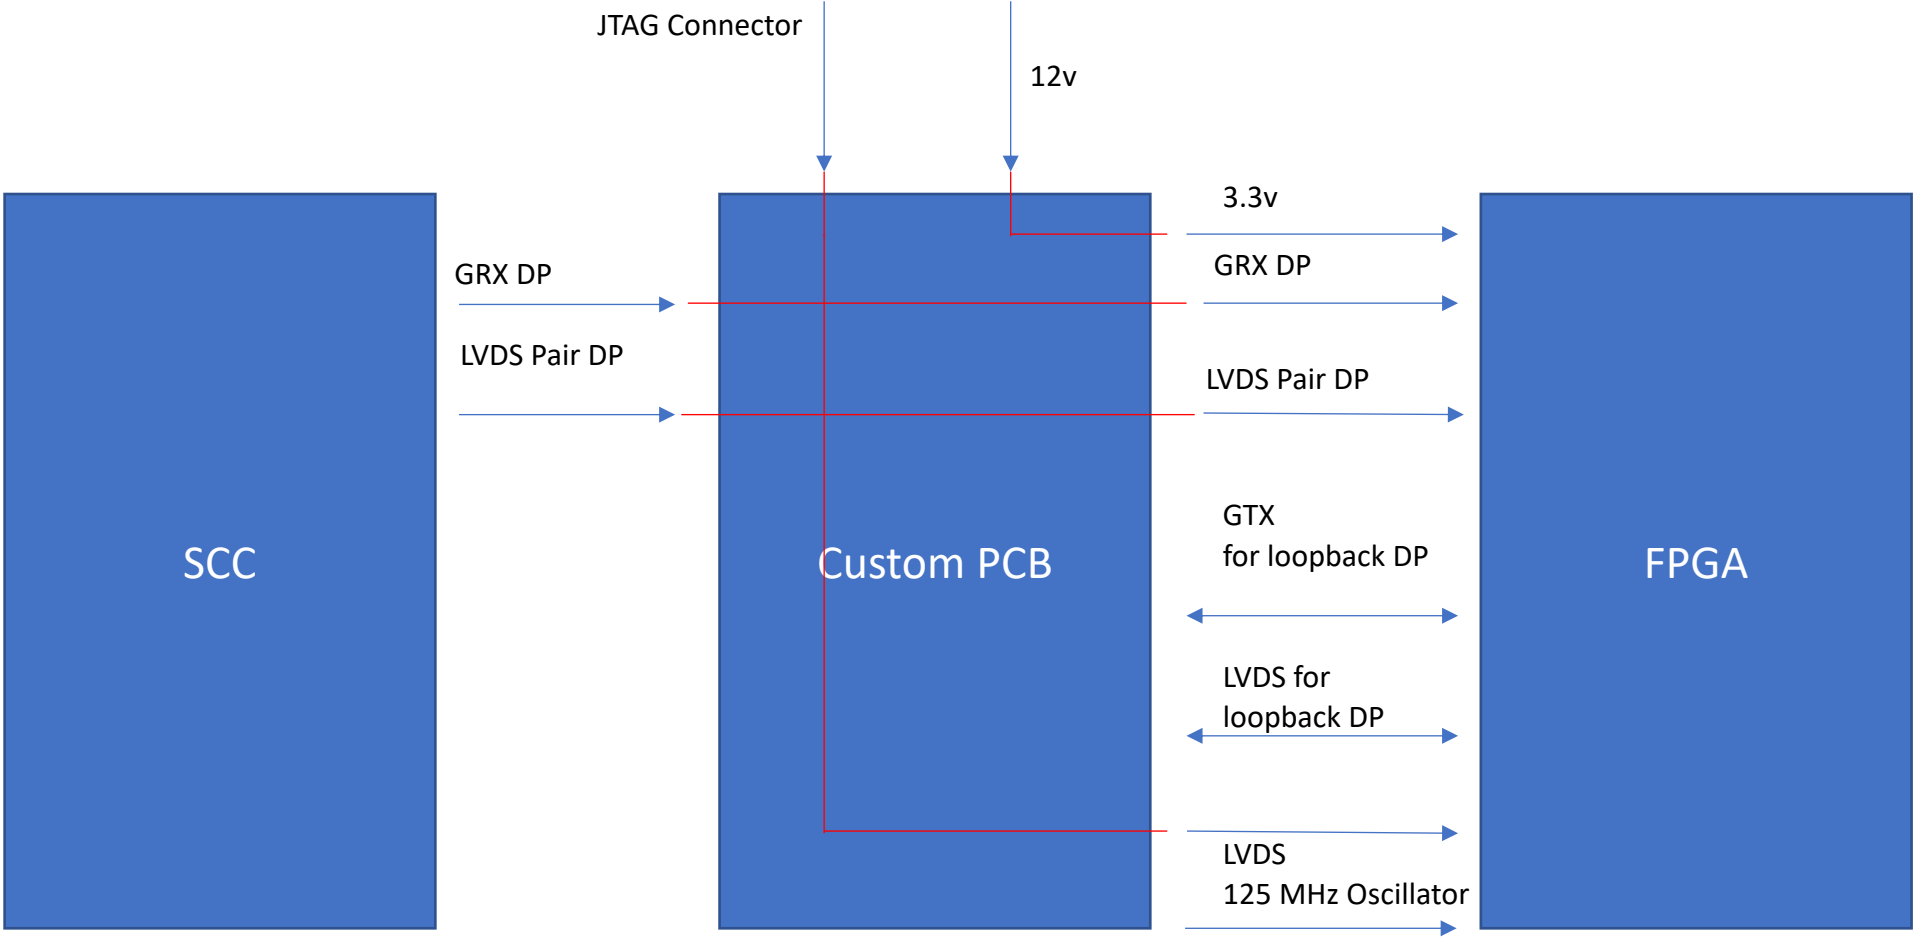 JTAG Connector
12v
3.3v
GRX DP
GRX DP
LVDS Pair DP
LVDS Pair DP
GTX
for loopback DP
SCC
Custom PCB
FPGA
LVDS for
loopback DP
LVDS
125 MHz Oscillator